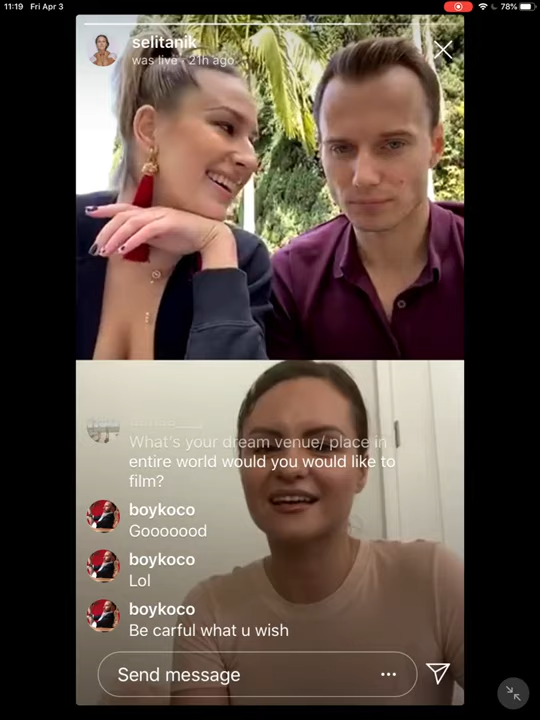 11:19 Fri Apr 3
78%
selitanik
was live · 21h ago
What's your dream venue/ place in
entire world would you would like to
film?
boykoco
Gooooood
boykoco
Lol
boykoco
Be carful what u wish
Send message